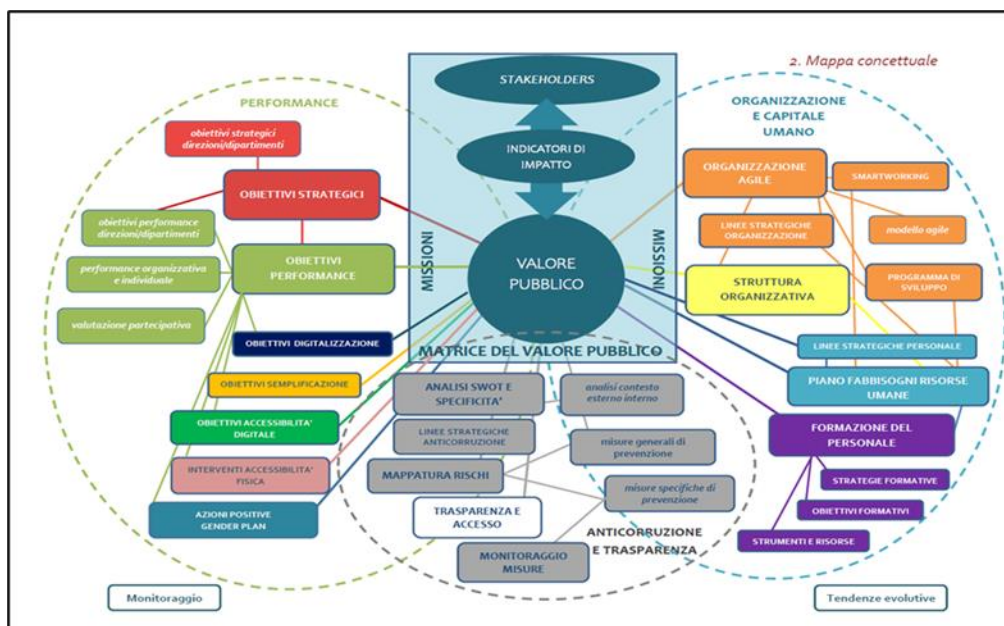 2. Mappa concettuale
STAKEHOLDERS
INDICATORI DI
IMPATTO
MISSIONI
MISSIONI
VALORE
PUBBLICO
MATRICE DEL VALORE PUBBLICO
PERFORMANCE
obiettivi strategici
direzioni/dipartimenti
OBIETTIVI STRATEGICI
obiettivi performance
direzioni/dipartimenti
OBIETTIVI
PERFORMANCE
performance organizzativa
e individuale
valutazione partecipativa
OBIETTIVI DIGITALIZZAZIONE
OBIETTIVI SEMPLIFICAZIONE
OBIETTIVI ACCESSIBILITA'
DIGITALE
INTERVENTI ACCESSIBILITA'
FISICA
AZIONI POSITIVE
GENDER PLAN
ANALISI SWOT E
SPECIFICITA'
analisi contesto
esterno interno
LINEE STRATEGICHE
ANTICORRUZIONE
misure generali di
prevenzione
MAPPATURA RISCHI
misure specifiche di
prevenzione
TRASPARENZA E
ACCESSO
ANTICORRUZIONE
E TRASPARENZA
MONITORAGGIO
MISURE
ORGANIZZAZIONE
E CAPITALE
UMANO
ORGANIZZAZIONE
AGILE
SMARTWORKING
LINEE STRATEGICHE
ORGANIZZAZIONE
modello agile
STRUTTURA
ORGANIZZATIVA
PROGRAMMA DI
SVILUPPO
LINEE STRATEGICHE PERSONALE
PIANO FABBISOGNI RISORSE
UMANE
FORMAZIONE DEL
PERSONALE
STRATEGIE FORMATIVE
OBIETTIVI FORMATIVI
STRUMENTI E RISORSE
Monitoraggio
Tendenze evolutive